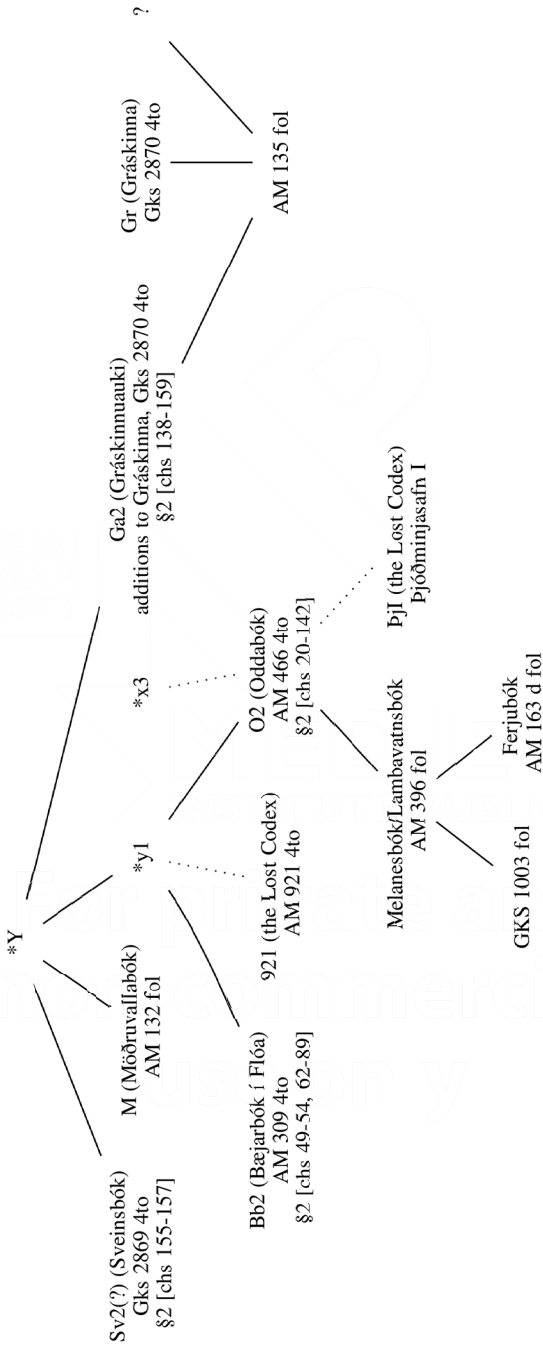 *Y
Sv2(?) (Sveinsbók)
Gks 2869 4to
§2 [chs 155-157]
M (Möðruvallabók)
AM 132 fol
*y1
*x3
Ga2 (Gráskinnuauki)
additions to Gráskinna, Gks 2870 4to
§2 [chs 138-159]
Gr (Gráskinna)
Gks 2870 4to
?
Bb2 (Bæjarbók í Flóa)
AM 309 4to
§2 [chs 49-54, 62-89]
921 (the Lost Codex)
AM 921 4to
O2 (Oddabók)
AM 466 4to
§2 [chs 20-142]
AM 135 fol
Melanesbók/Lambavatnsbók
AM 396 fol
ÞjI (the Lost Codex)
Þjóðminjasafn I
GKS 1003 fol
Ferjubók
AM 163 d fol